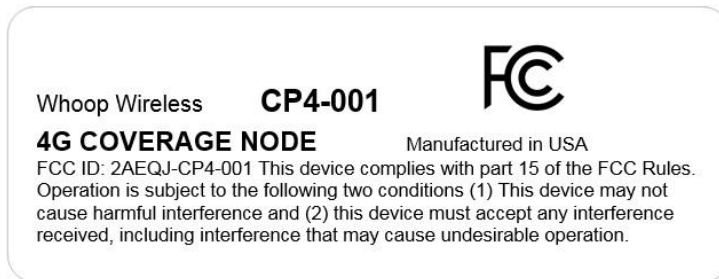 FC
Whoop Wireless CP4-001
4G COVERAGE NODE Manufactured in USA
FCC ID: 2AEQJ-CP4-001 This device complies with part 15 of the FCC Rules.
Operation is subject to the following two conditions (1) This device may not
cause harmful interference and (2) this device must accept any interference
received, including interference that may cause undesirable operation.